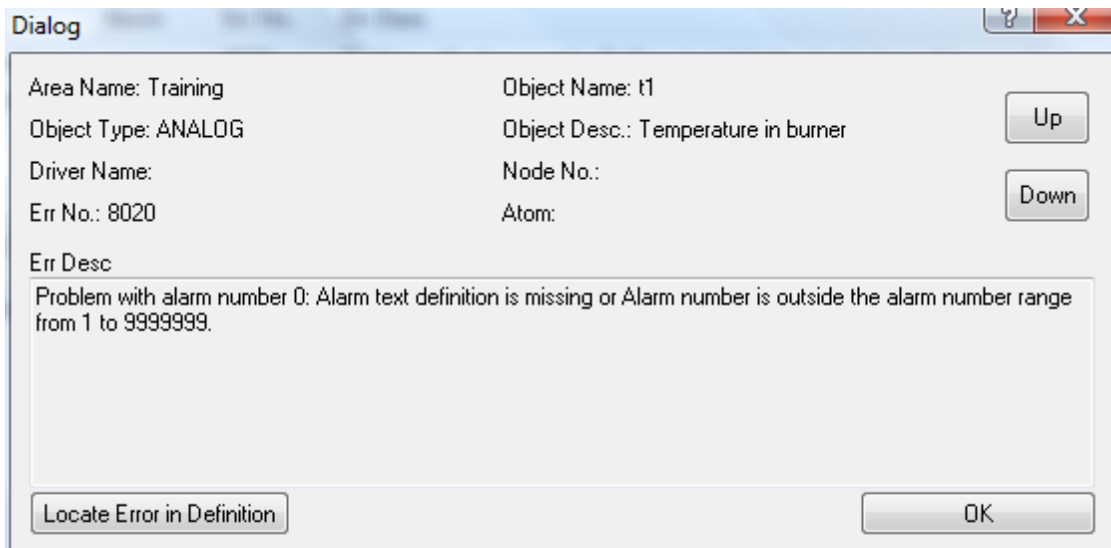 Dialog
Area Name: Training
Object Name: t1
Up
Object Type: ANALOG
Object Desc.: Temperature in burner
Driver Name:
Node No.:
Down
Err No.: 8020
Atom:
Err Desc
Problem with alarm number 0: Alarm text definition is missing or Alarm number is outside the alarm number range
from 1 to 9999999.
Locate Error in Definition
OK